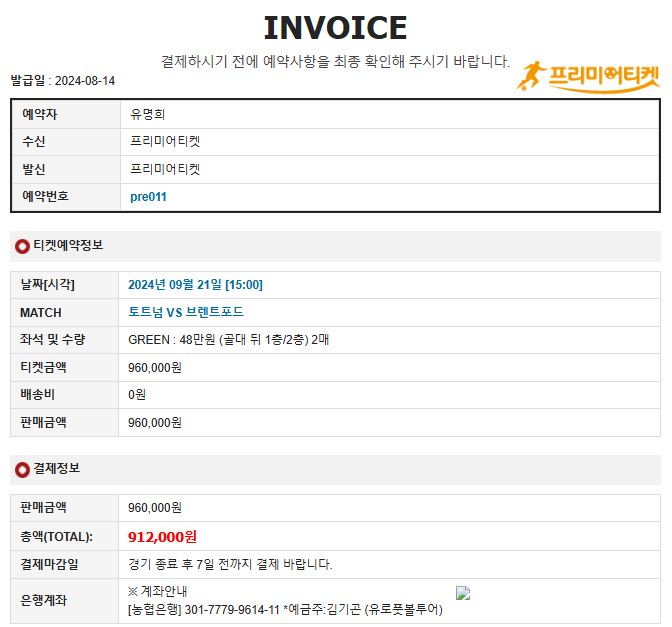 INVOICE
결제하시기 전에 예약사항을 최종 확인해 주시기 바랍니다.
프리미어티켓
발급일 : 2024-08-14
예약자 유명희
수신 프리미어티켓
발신 프리미어티켓
예약번호 pre011
티켓예약정보
날짜[시각] 2024년 09월 21일 [15:00]
MATCH 토트넘 VS 브렌트포드
좌석 및 수량 GREEN : 48만원 (골대 뒤 1층/2층) 2매
티켓금액 960,000원
배송비 0원
판매금액 960,000원
결제정보
판매금액 960,000원
총액(TOTAL): 912,000원
결제마감일 경기 종료 후 7일 전까지 결제 바랍니다.
은행계좌 ※ 계좌안내
[농협은행] 301-7779-9614-11 *예금주:김기곤 (유로풋볼투어)